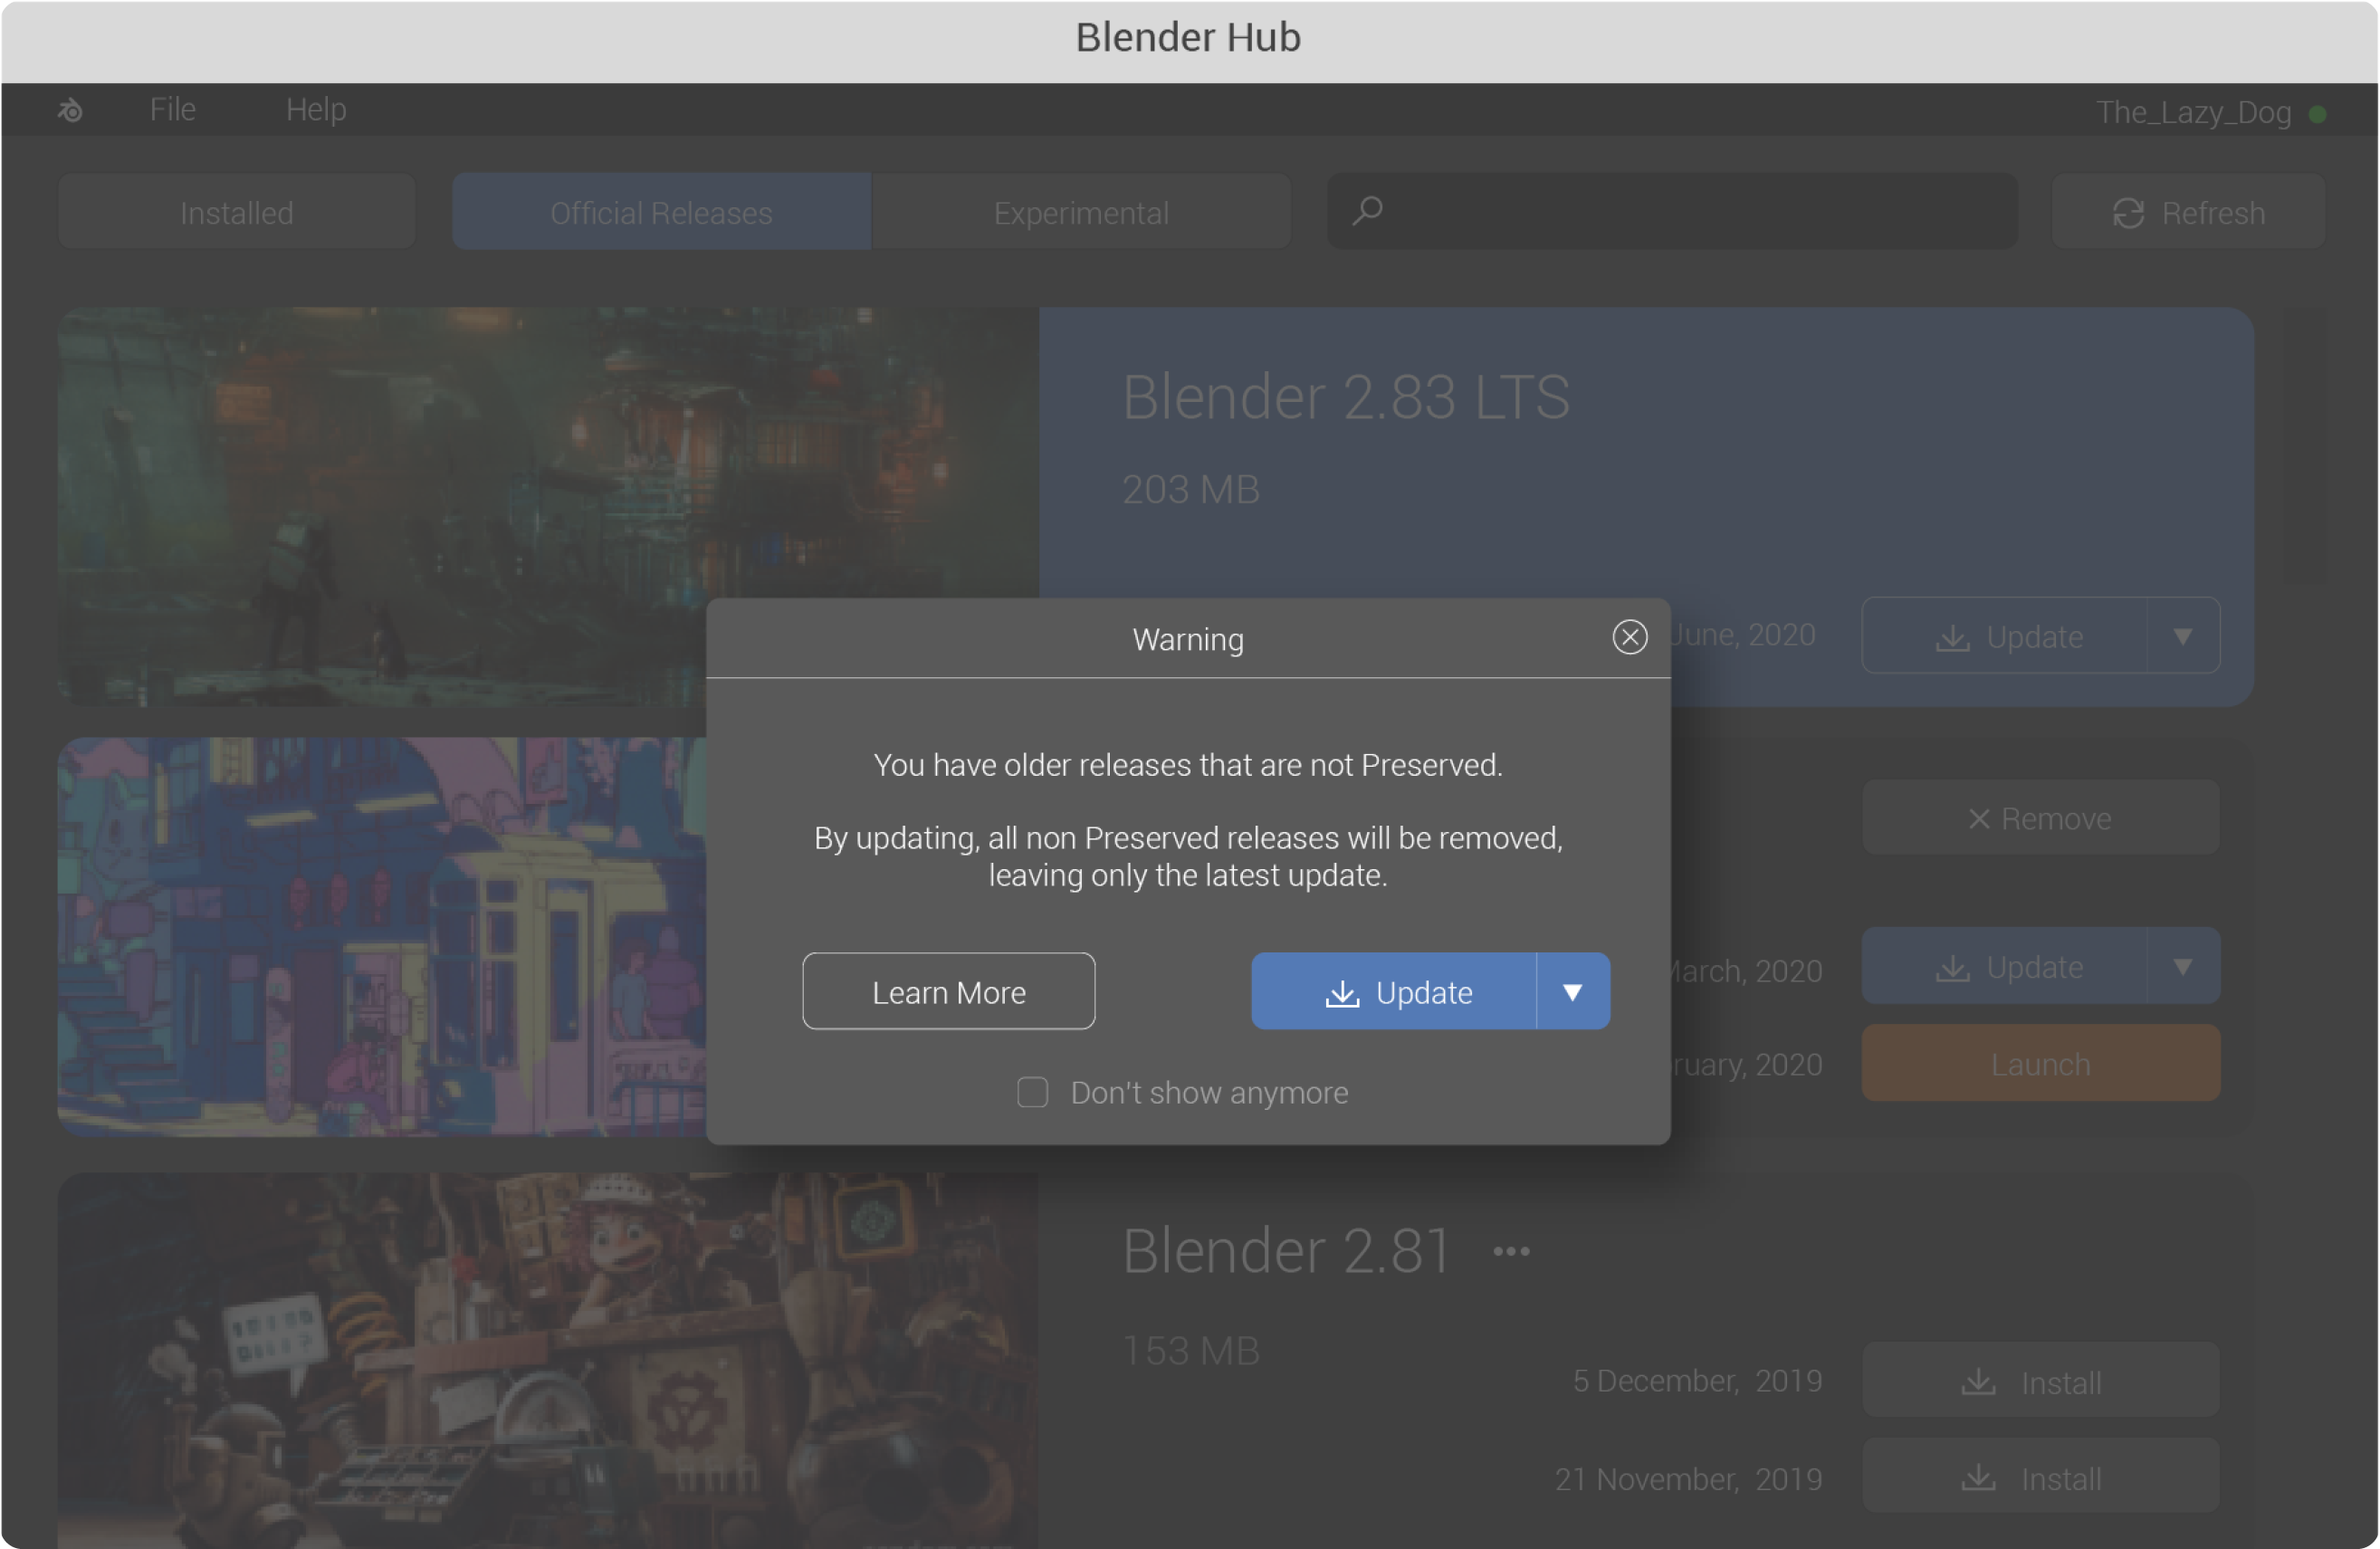 Blender Hub
File Help The_Lazy_Dog
Installed Official Releases Experimental Refresh
Blender 2.83 LTS
203 MB
June, 2020 Update
Warning
You have older releases that are not Preserved.
By updating, all non Preserved releases will be removed,
leaving only the latest update.
Remove
2020 Update
Learn More Update
2020 Launch
Don't show anymore
Blender 2.81 •••
153 MB
5 December, 2019 Install
21 November, 2019 Install